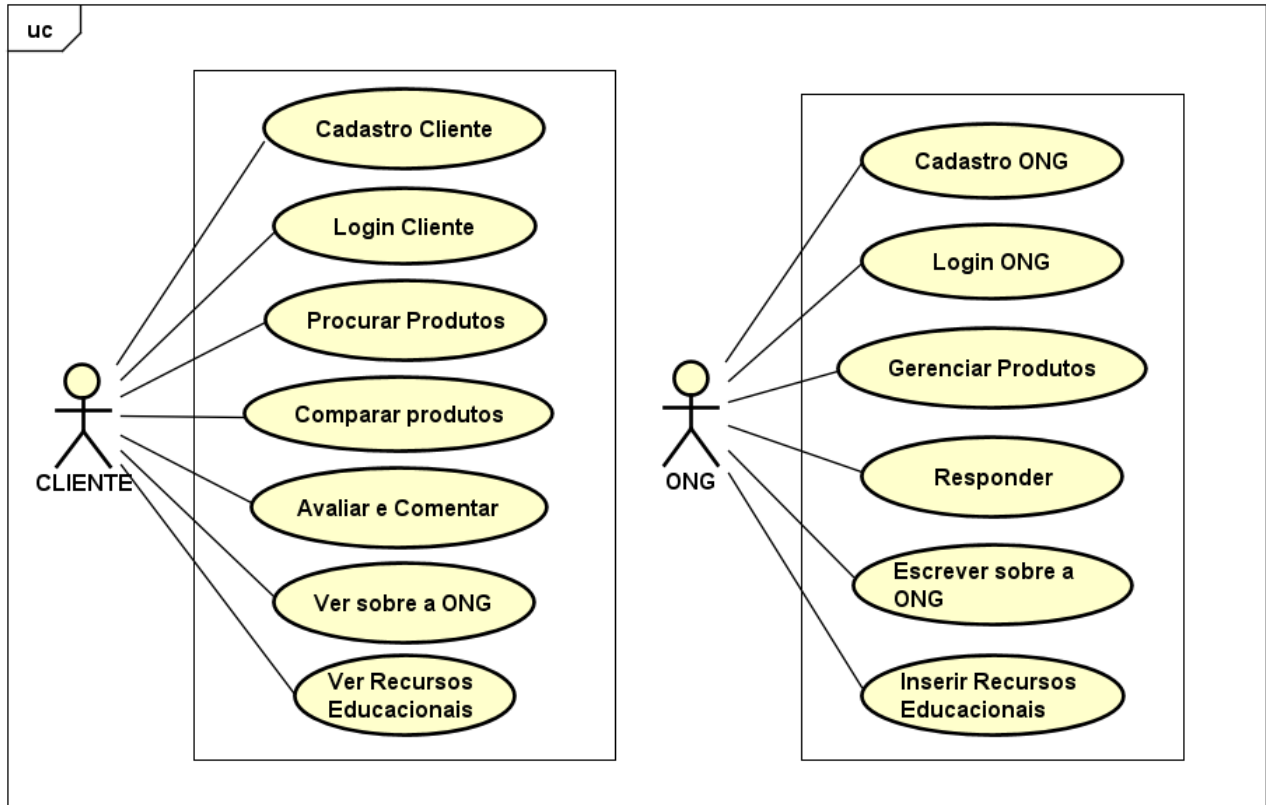 uc
Cadastro Cliente
Login Cliente
Procurar Produtos
Comparar produtos
Avaliar e Comentar
Ver sobre a ONG
Ver Recursos
Educacionais
CLIENTE
Cadastro ONG
Login ONG
Gerenciar Produtos
Responder
Escrever sobre a
ONG
Inserir Recursos
Educacionais
ONG